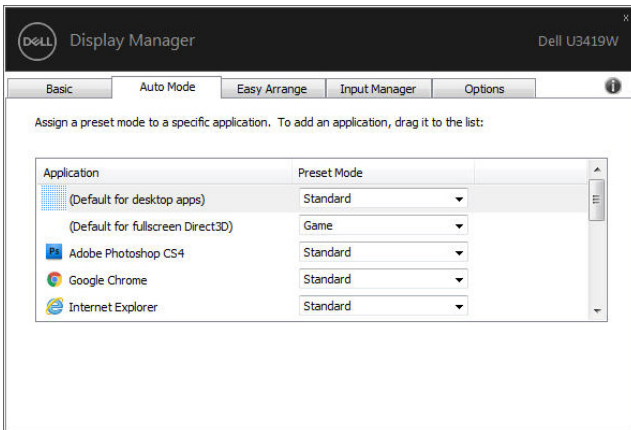 x
DELL Display Manager Dell U3419W
Basic Auto Mode Easy Arrange Input Manager Options i
Assign a preset mode to a specific application. To add an application, drag it to the list:
Application Preset Mode
(Default for desktop apps) Standard
(Default for fullscreen Direct3D) Game
Ps Adobe Photoshop CS4 Standard
Google Chrome Standard
Internet Explorer Standard